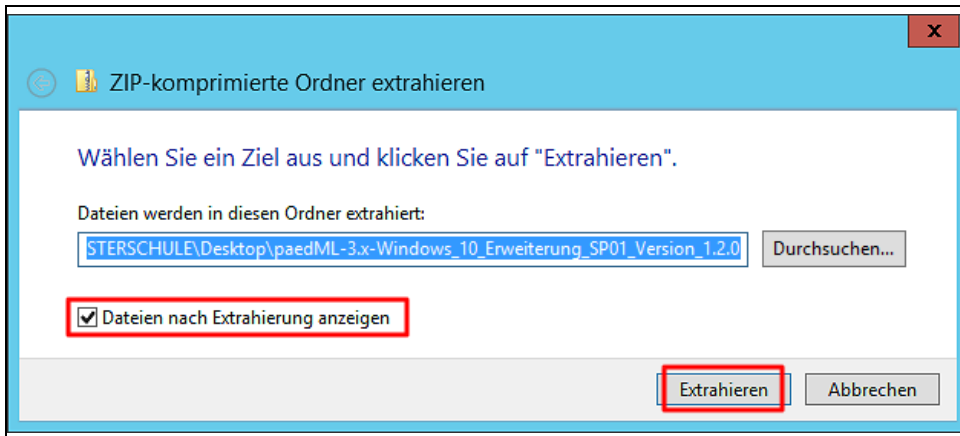 x
ZIP-komprimierte Ordner extrahieren
Wählen Sie ein Ziel aus und klicken Sie auf "Extrahieren".
Dateien werden in diesen Ordner extrahiert:
STERSCHULE\Desktop\paedML-3.x-Windows_10_Erweiterung_SP01_Version_1.2.0
Durchsuchen...
Dateien nach Extrahierung anzeigen
Extrahieren
Abbrechen